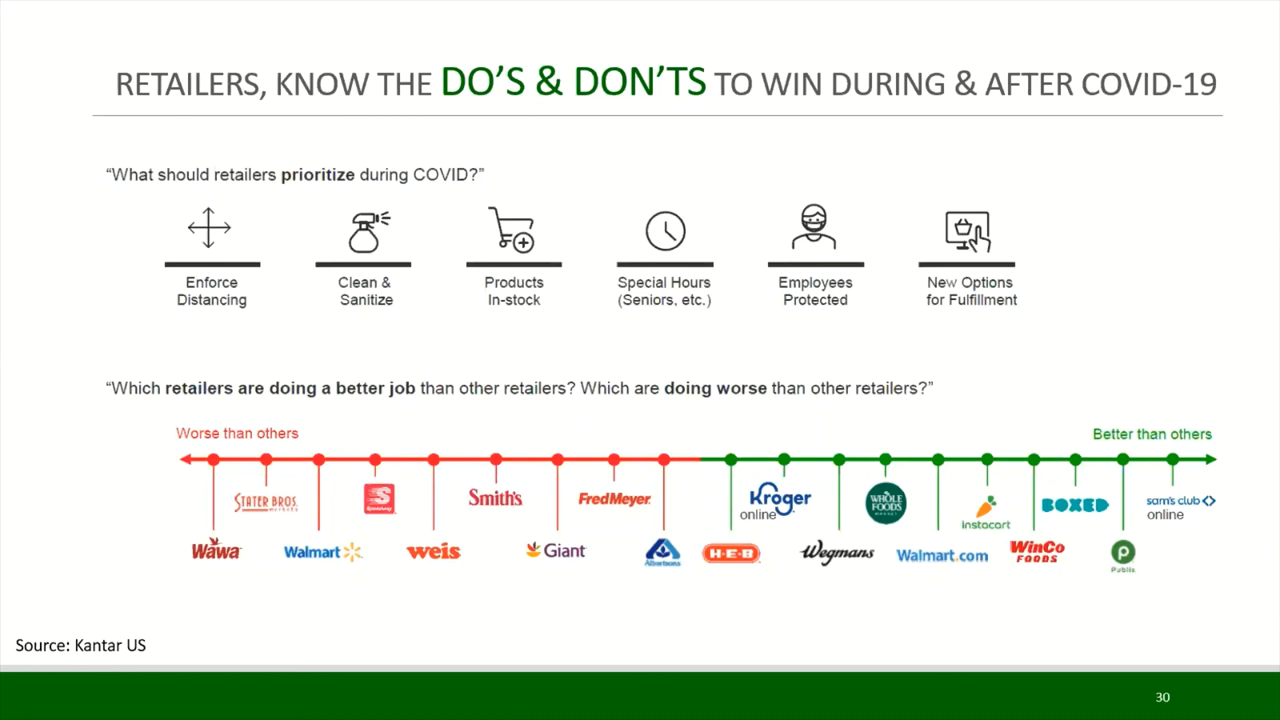 RETAILERS, KNOW THE DO’S & DON’TS TO WIN DURING & AFTER COVID-19
“What should retailers prioritize during COVID?”
Enforce
Distancing
Clean &
Sanitize
Products
In-stock
Special Hours
(Seniors, etc.)
Employees
Protected
New Options
for Fulfillment
“Which retailers are doing a better job than other retailers? Which are doing worse than other retailers?”
Worse than others
Better than others
STATER BROS.
markets
S
Speedway
Smith's
FredMeyer
Kroger
online
WHOLE
FOODS
MARKET
instacart
BOXED
sam's club
online
Wawa
Walmart
weis
Giant
Albertsons
H-E-B
Wegmans
Walmart.com
WinCo
FOODS
P
Publix
Source: Kantar US
30